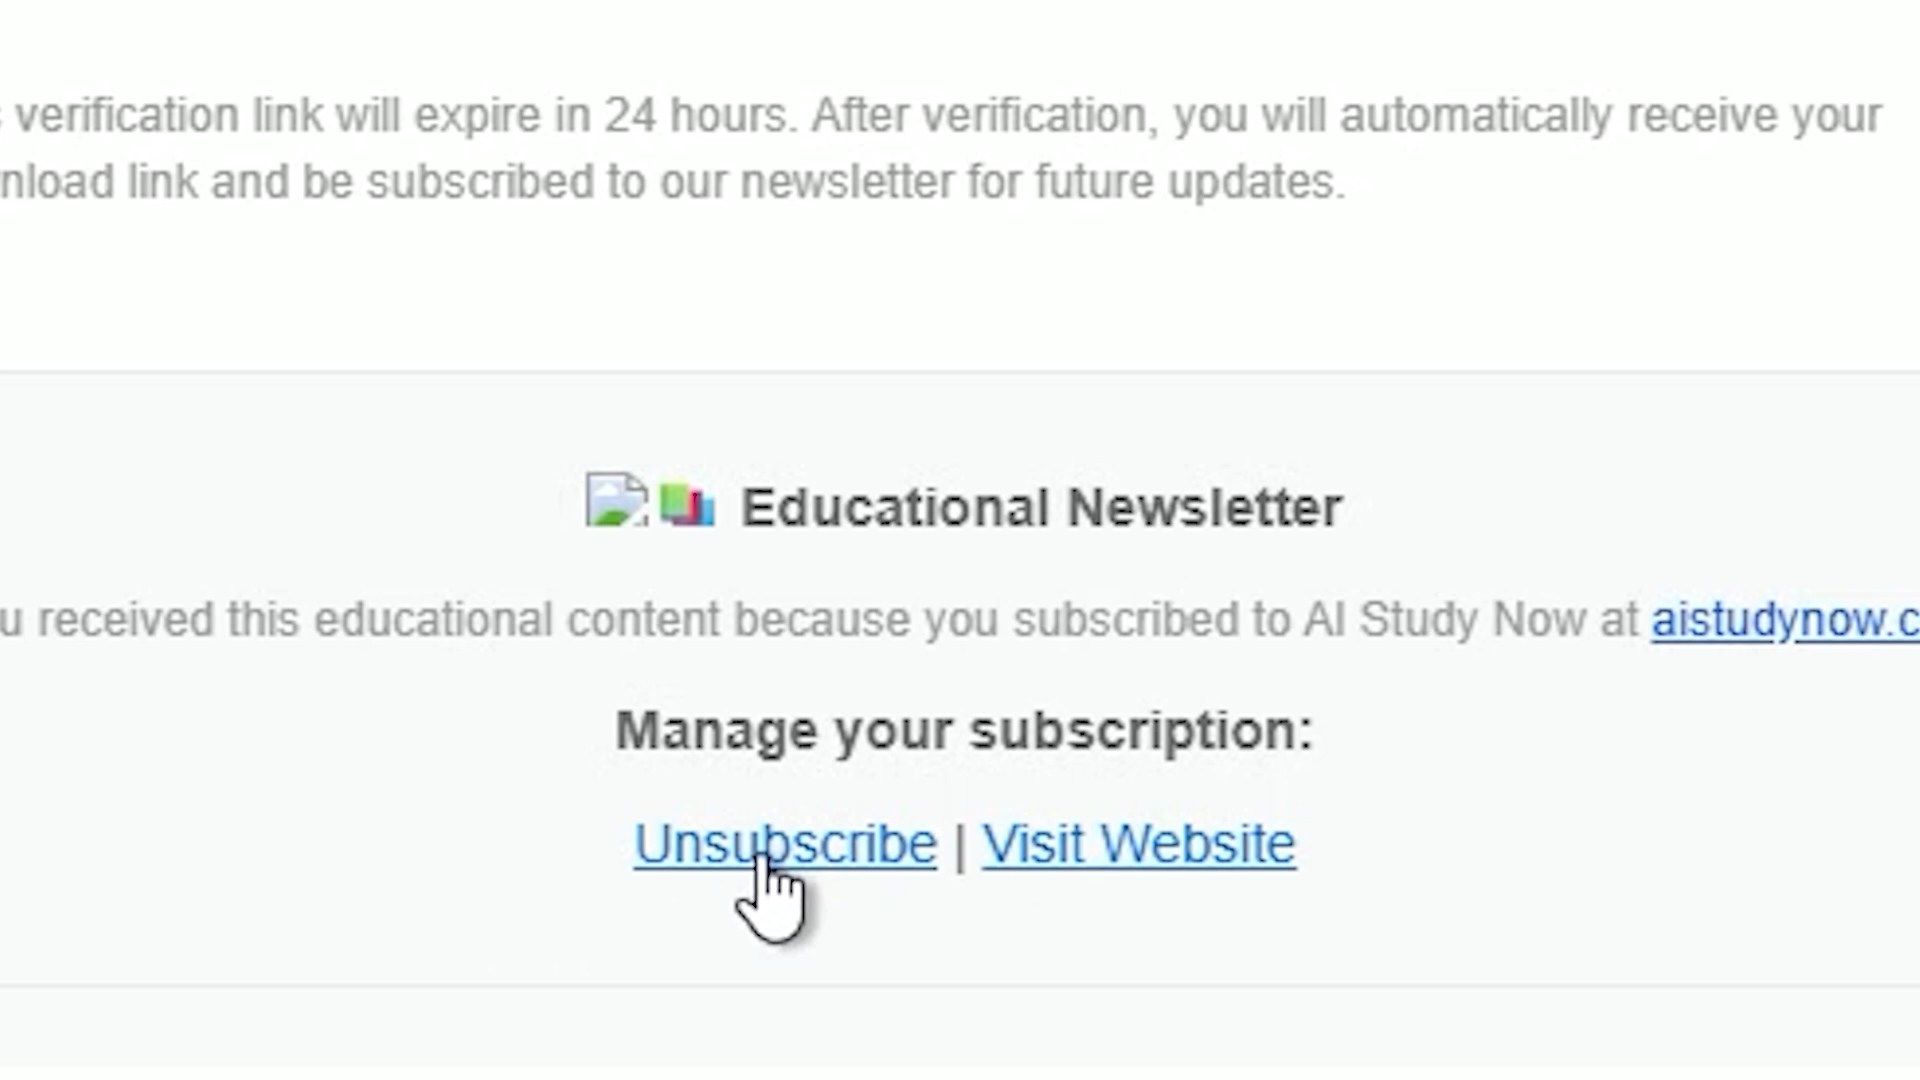 verification link will expire in 24 hours. After verification, you will automatically receive your
link and be subscribed to our newsletter for future updates.
Educational Newsletter
received this educational content because you subscribed to AI Study Now at aistudynow.c
Manage your subscription:
Unsubscribe | Visit Website